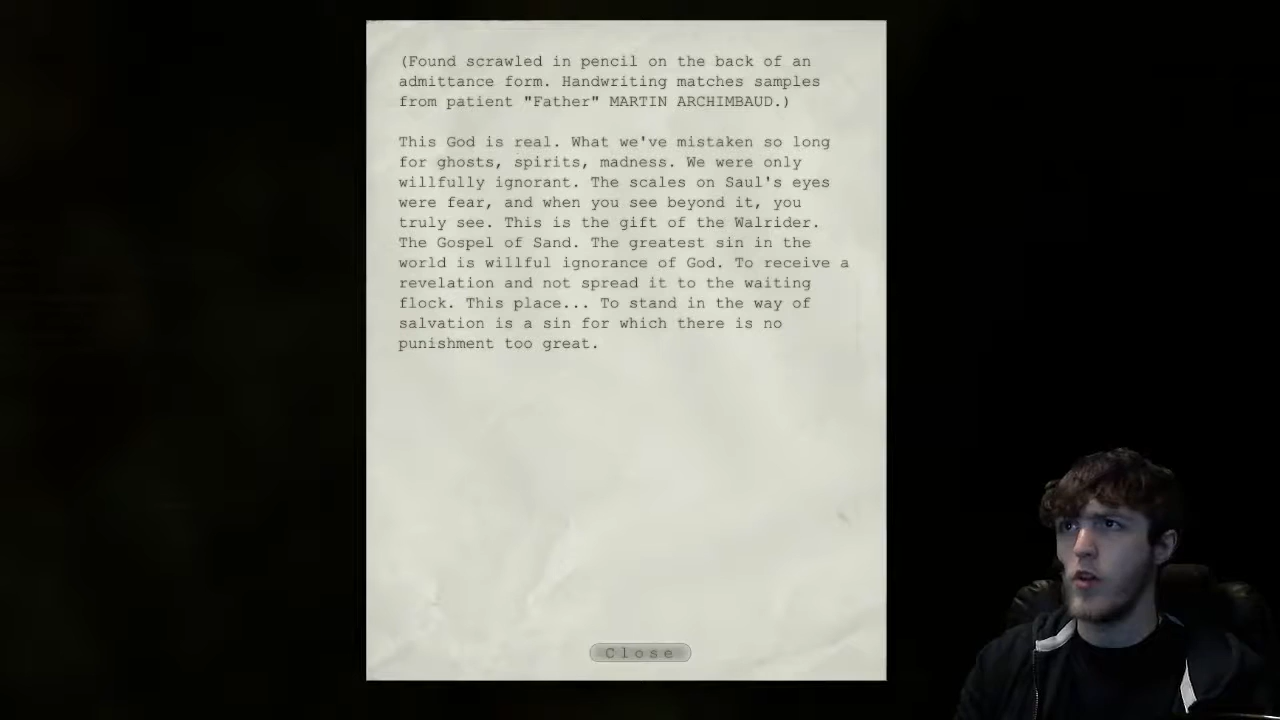 (Found scrawled in pencil on the back of an
admittance form. Handwriting matches samples
from patient "Father" MARTIN ARCHIMBAUD.)
This God is real. What we've mistaken so long
for ghosts, spirits, madness. We were only
willfully ignorant. The scales on Saul's eyes
were fear, and when you see beyond it, you
truly see. This is the gift of the Walrider.
The Gospel of Sand. The greatest sin in the
world is willful ignorance of God. To receive a
revelation and not spread it to the waiting
flock. This place... To stand in the way of
salvation is a sin for which there is no
punishment too great.
Close